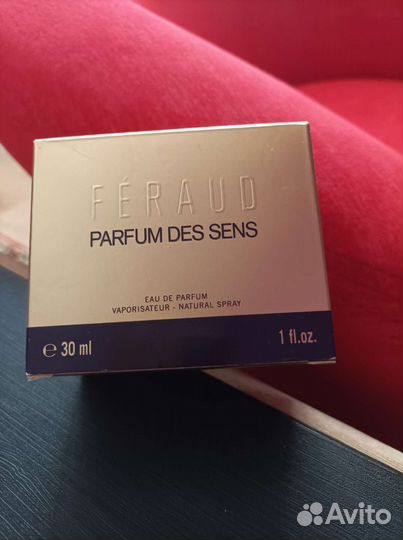 FÉRAUD
PARFUM DES SENS
EAU DE PARFUM
VAPORISATEUR - NATURAL SPRAY
℮ 30 ml 1 fl.oz.
Avito